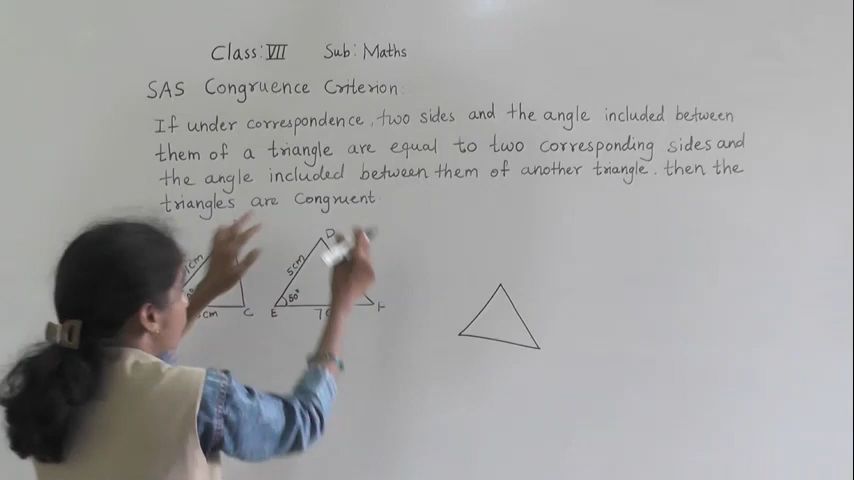 Class: VII Sub: Maths
SAS Congruence Criterion:
If under correspondence, two sides and the angle included between
them of a triangle are equal to two corresponding sides and
the angle included between them of another triangle. then the
triangles are Congruent.
D
5cm
50°
E
C
cm